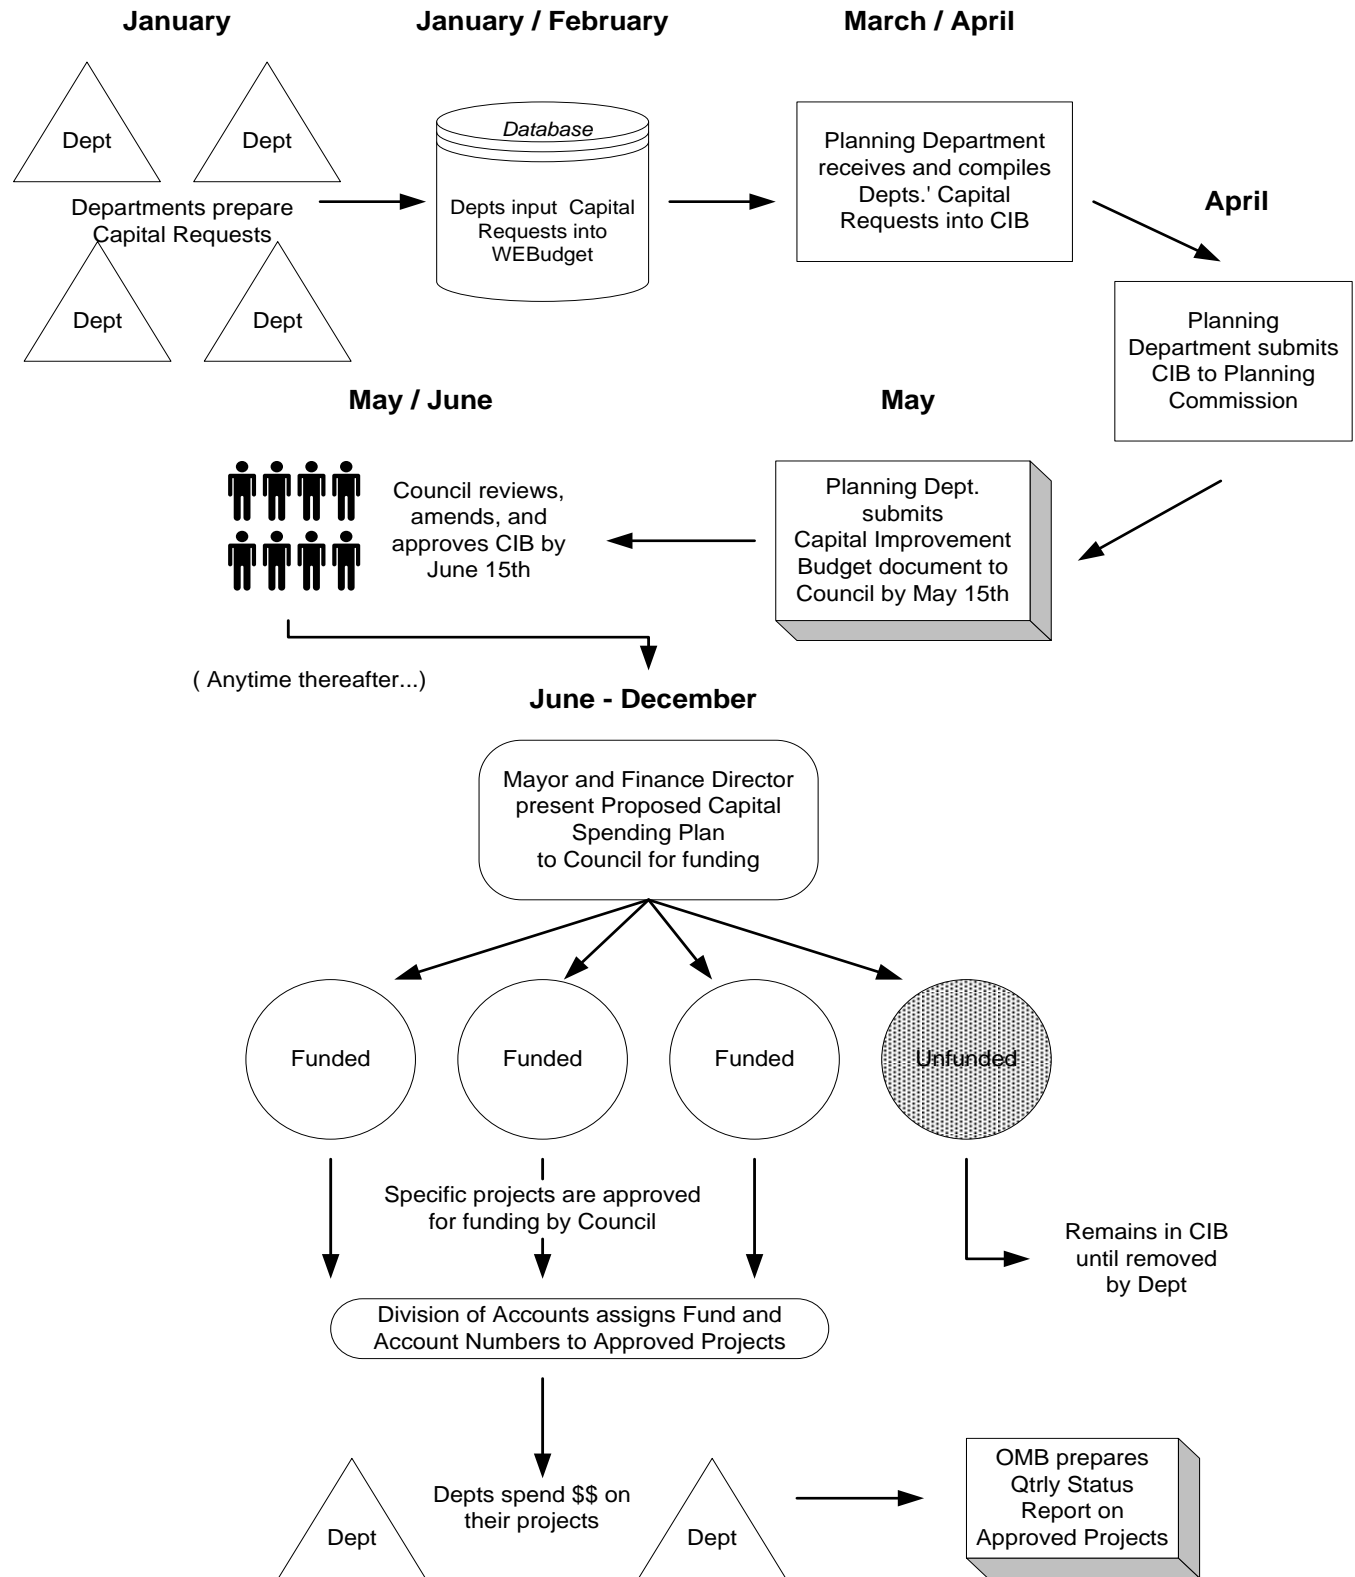 January
January / February
March / April
Dept
Dept
Departments prepare
Capital Requests
Dept
Dept
Database
Depts input  Capital
Requests into
WEBudget
Planning Department
receives and compiles
Depts.' Capital
Requests into CIB
April
Planning
Department submits
CIB to Planning
Commission
May
Planning Dept.
submits
Capital Improvement
Budget document to
Council by May 15th
May / June
Council reviews,
amends, and
approves CIB by
June 15th
( Anytime thereafter...)
June - December
Mayor and Finance Director
present Proposed Capital
Spending Plan
to Council for funding
Funded
Funded
Funded
Unfunded
Specific projects are approved
for funding by Council
Remains in CIB
until removed
by Dept
Division of Accounts assigns Fund and
Account Numbers to Approved Projects
Dept
Depts spend $$ on
their projects
Dept
OMB prepares
Qtrly Status
Report on
Approved Projects